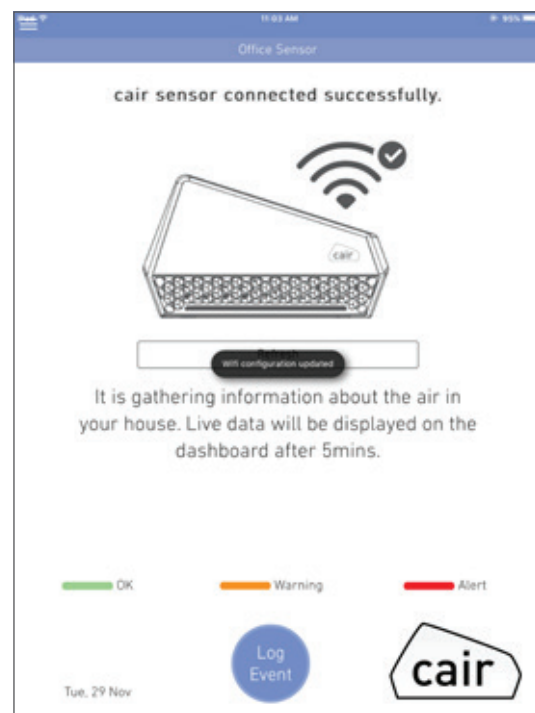 11:03 AM
95%
Office Sensor
cair sensor connected successfully.
cair
Wifi configuration updated
It is gathering information about the air in
your house. Live data will be displayed on the
dashboard after 5mins.
OK
Warning
Alert
Log
Event
cair
Tue, 29 Nov